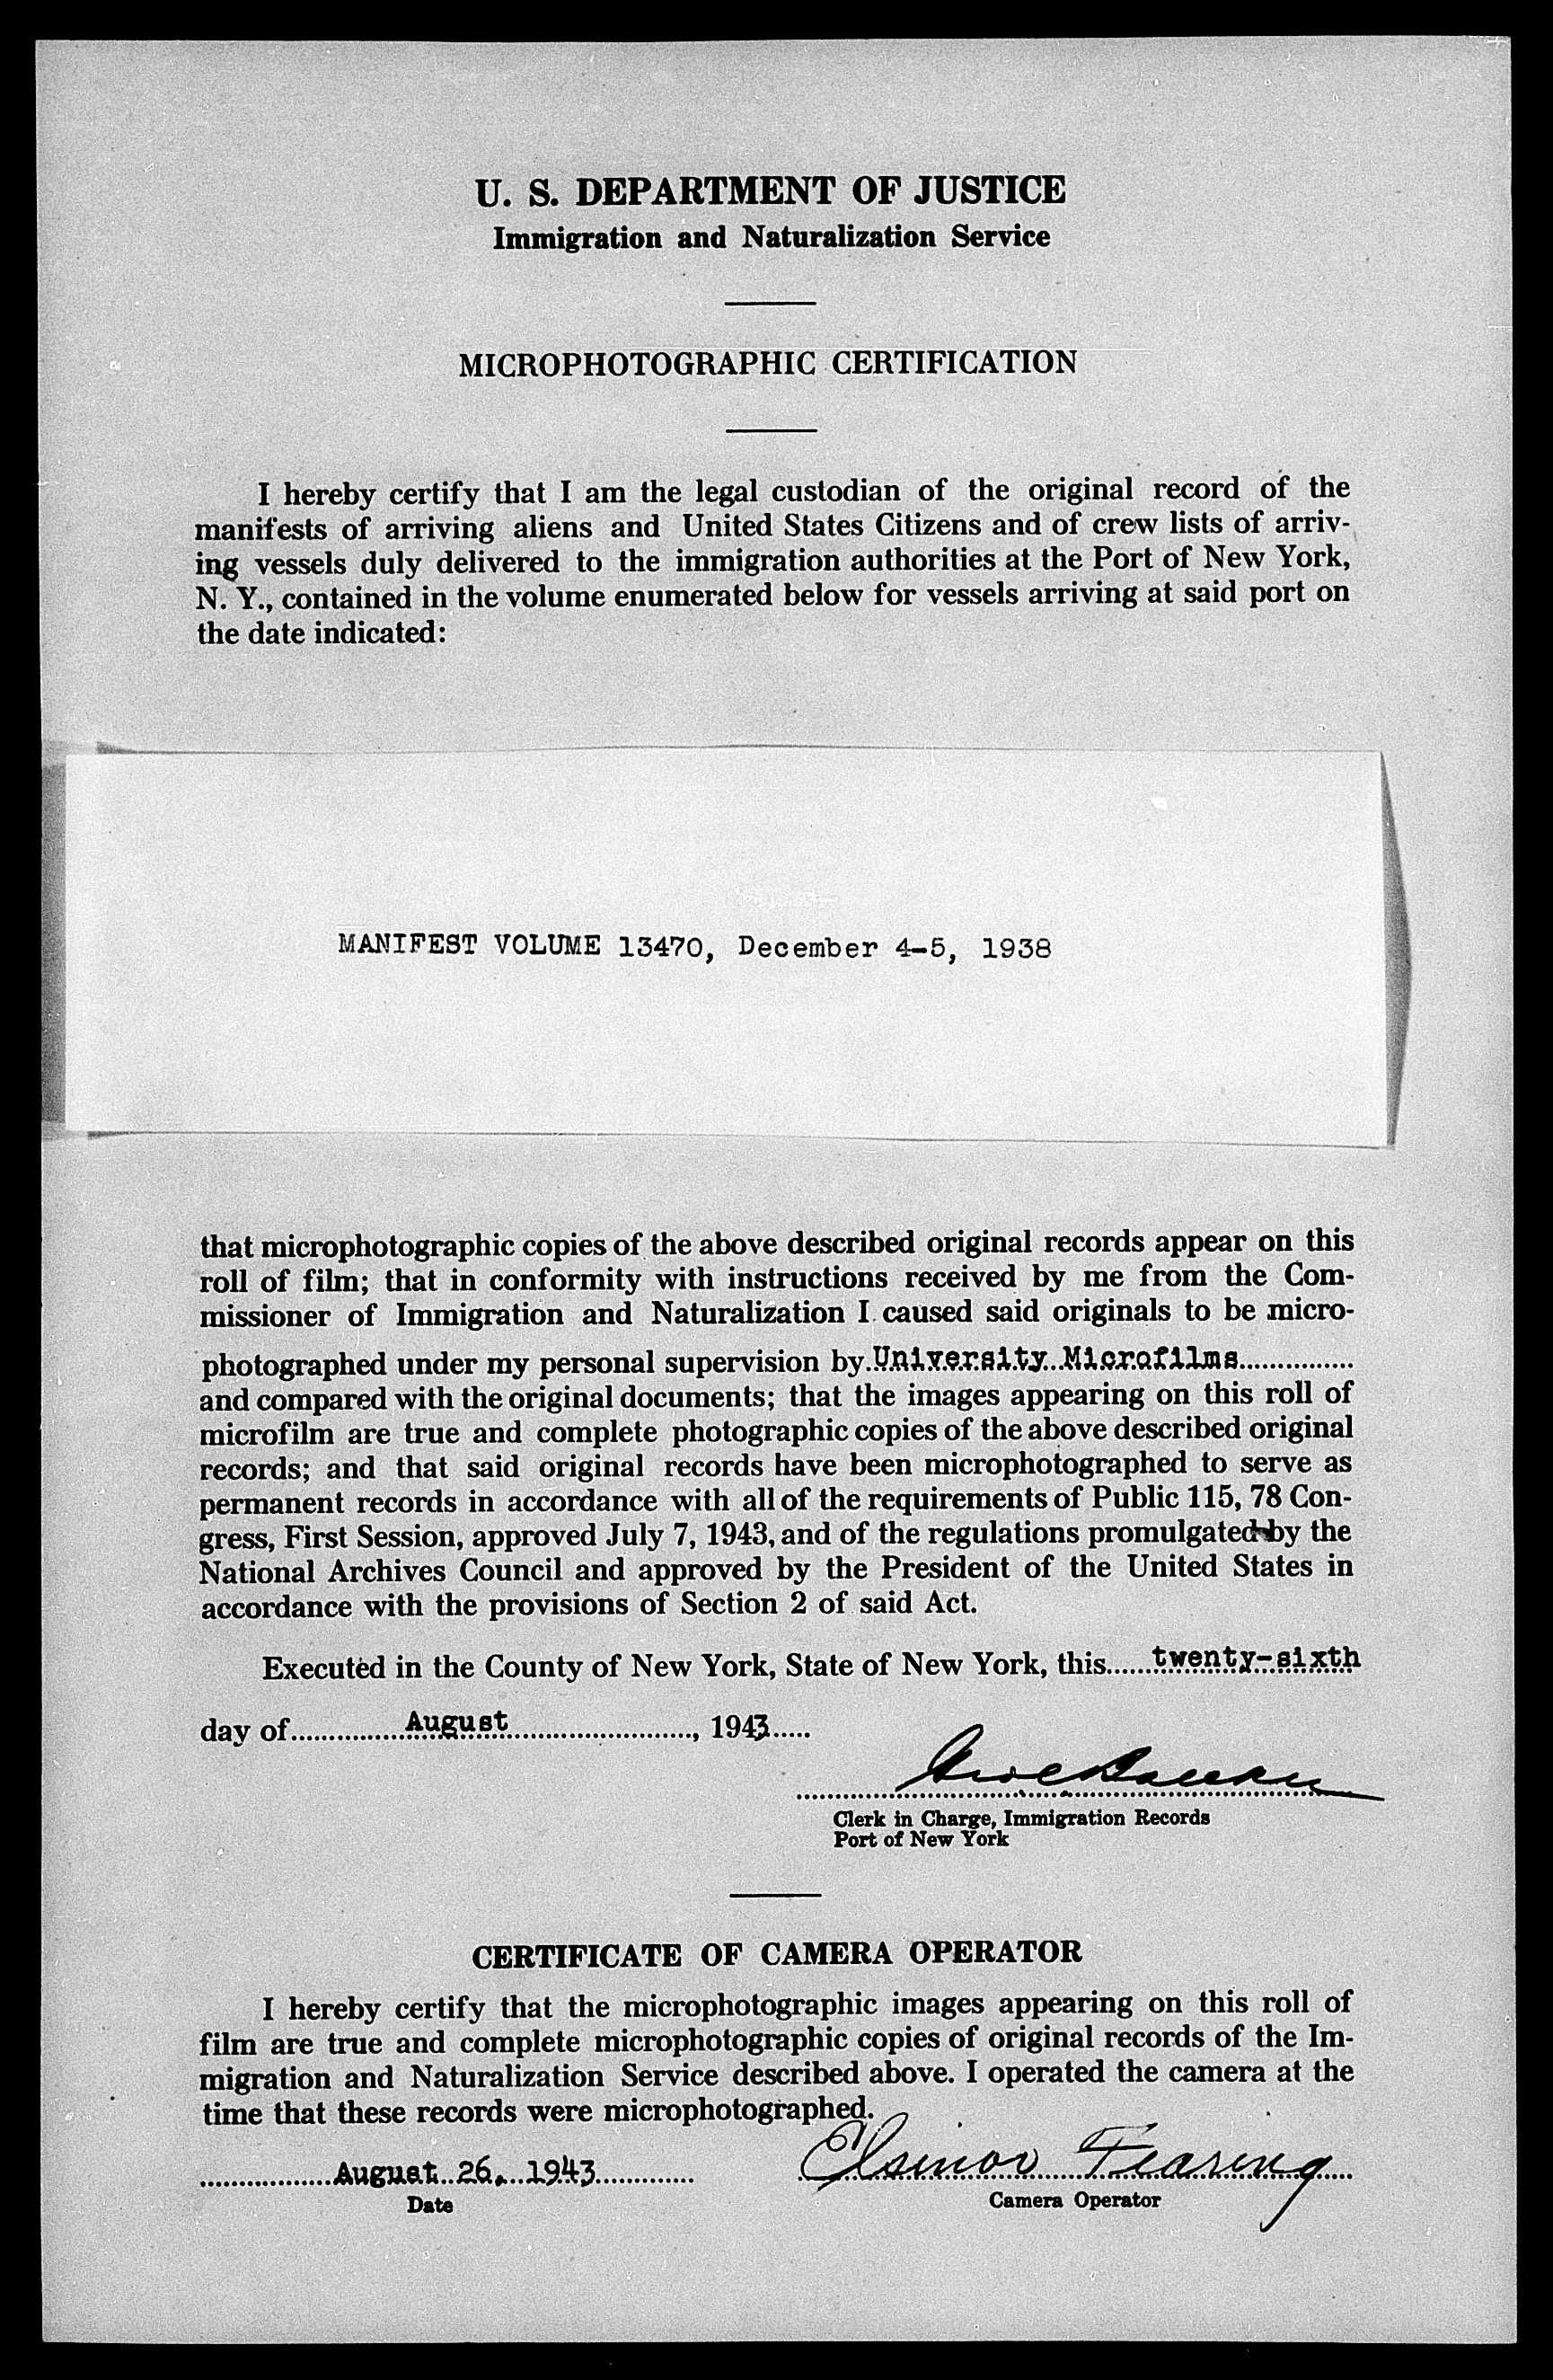 U. S. DEPARTMENT OF JUSTICE
Immigration and Naturalization Service
MICROPHOTOGRAPHIC CERTIFICATION
I hereby certify that I am the legal custodian of the original record of the
manifests of arriving aliens and United States Citizens and of crew lists of arriv-
ing vessels duly delivered to the immigration authorities at the Port of New York,
N. Y., contained in the volume enumerated below for vessels arriving at said port on
the date indicated:
MANIFEST VOLUME 13470, December 4-5, 1938
that microphotographic copies of the above described original records appear on this
roll of film; that in conformity with instructions received by me from the Com-
missioner of Immigration and Naturalization I caused said originals to be micro-
photographed under my personal supervision by University Microfilms
and compared with the original documents; that the images appearing on this roll of
microfilm are true and complete photographic copies of the above described original
records; and that said original records have been microphotographed to serve as
permanent records in accordance with all of the requirements of Public 115, 78 Con-
gress, First Session, approved July 7, 1943, and of the regulations promulgated by the
National Archives Council and approved by the President of the United States in
accordance with the provisions of Section 2 of said Act.
Executed in the County of New York, State of New York, this twenty-sixth
day of August, 1943
Clerk in Charge, Immigration Records
Port of New York
CERTIFICATE OF CAMERA OPERATOR
I hereby certify that the microphotographic images appearing on this roll of
film are true and complete microphotographic copies of original records of the Im-
migration and Naturalization Service described above. I operated the camera at the
time that these records were microphotographed.
August 26, 1943 Elsinor Fearing
Date Camera Operator